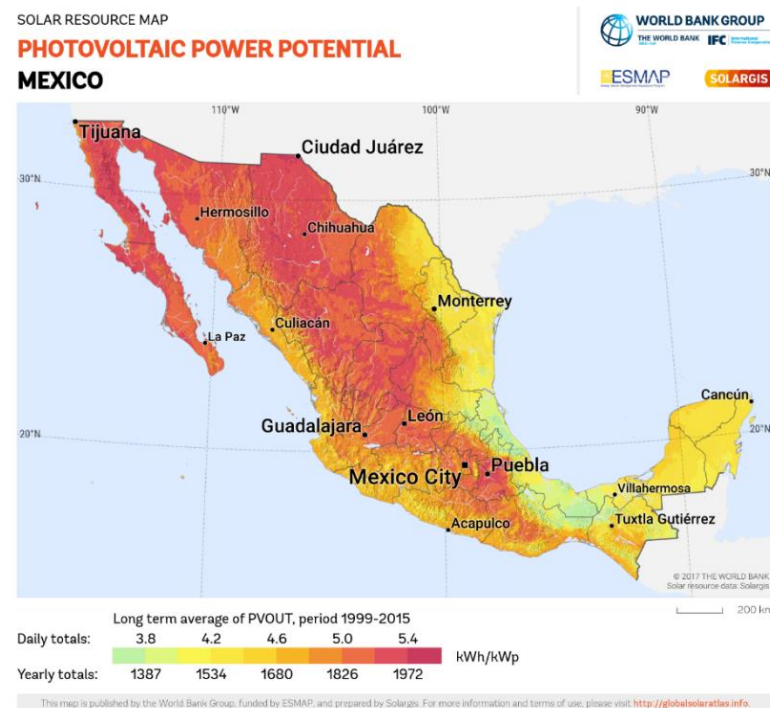 SOLAR RESOURCE MAP
PHOTOVOLTAIC POWER POTENTIAL
MEXICO
WORLD BANK GROUP
THE WORLD BANK
IFC
ESMAP
SOLARGIS
110°W
100°W
90°W
30°N
30°N
20°N
20°N
Tijuana
Ciudad Juárez
Hermosillo
Chihuahua
Monterrey
Culiacán
La Paz
Cancún
León
Guadalajara
Mexico City
Puebla
Villahermosa
Acapulco
Tuxtla Gutiérrez
© 2017 THE WORLD BANK
Solar resource data: Solargis
200 km
Long term average of PVOUT, period 1999-2015
Daily totals: 3.8 4.2 4.6 5.0 5.4
kWh/kWp
Yearly totals: 1387 1534 1680 1826 1972
This map is published by the World Bank Group, funded by ESMAP, and prepared by Solargis. For more information and terms of use, please visit http://globalsolaratlas.info.